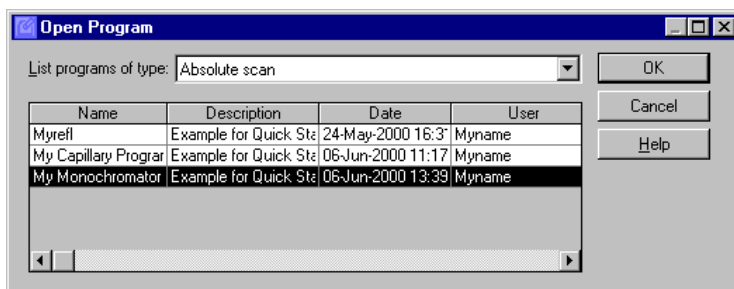 Open Program
List programs of type: Absolute scan
OK
Cancel
Help
Name Description Date User
Myrefl Example for Quick Sta 24-May-2000 16:3 Myname
My Capillary Program Example for Quick Sta 06-Jun-2000 11:17 Myname
My Monochromator Example for Quick Sta 06-Jun-2000 13:39 Myname